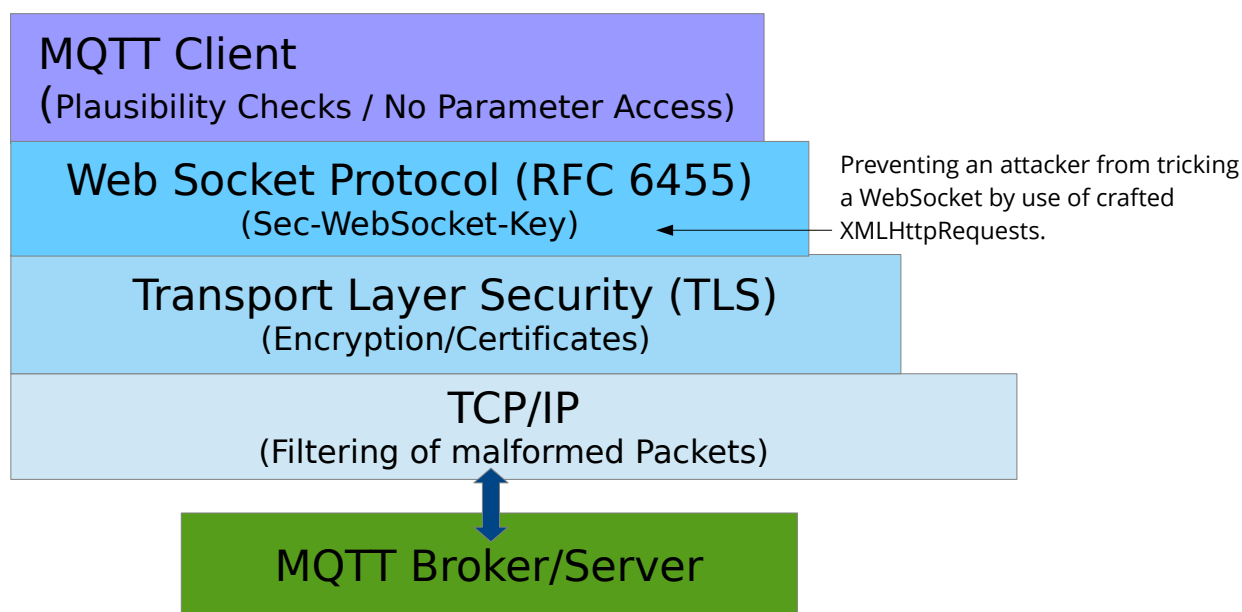 MQTT Client
(Plausibility Checks / No Parameter Access)
Web Socket Protocol (RFC 6455)
(Sec-WebSocket-Key)
Preventing an attacker from tricking
a WebSocket by use of crafted
XMLHttpRequests.
Transport Layer Security (TLS)
(Encryption/Certificates)
TCP/IP
(Filtering of malformed Packets)
MQTT Broker/Server